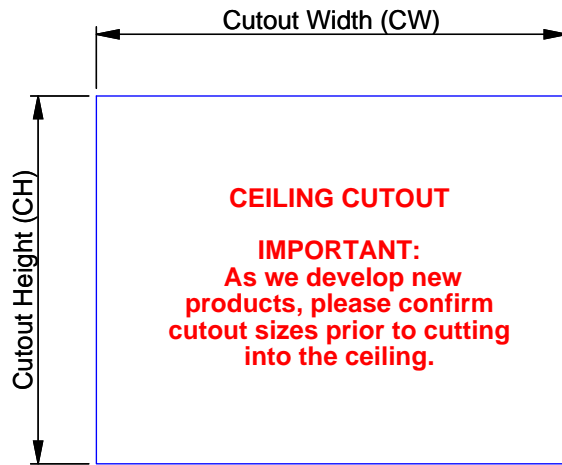 Cutout Width (CW)
Cutout Height (CH)
CEILING CUTOUT
IMPORTANT:
As we develop new
products, please confirm
cutout sizes prior to cutting
into the ceiling.